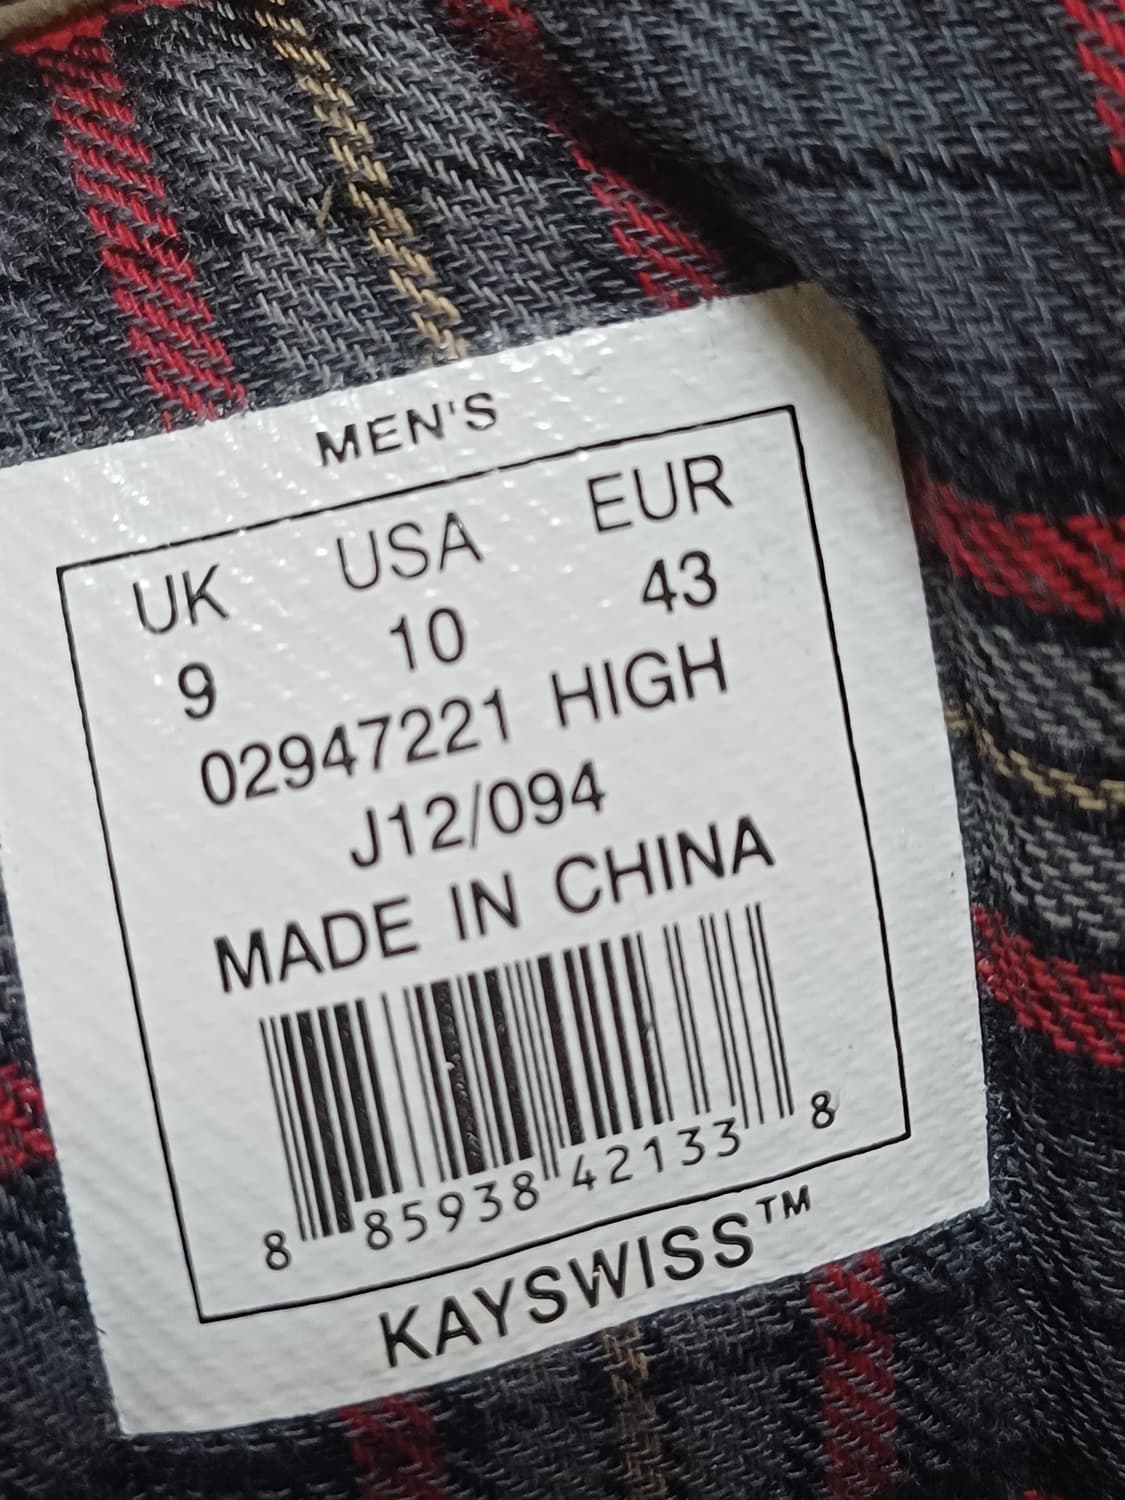 MEN'S
UK USA EUR
9 10 43
02947221 HIGH
J12/094
MADE IN CHINA
8 85938 42133 8
KAYSWISS™